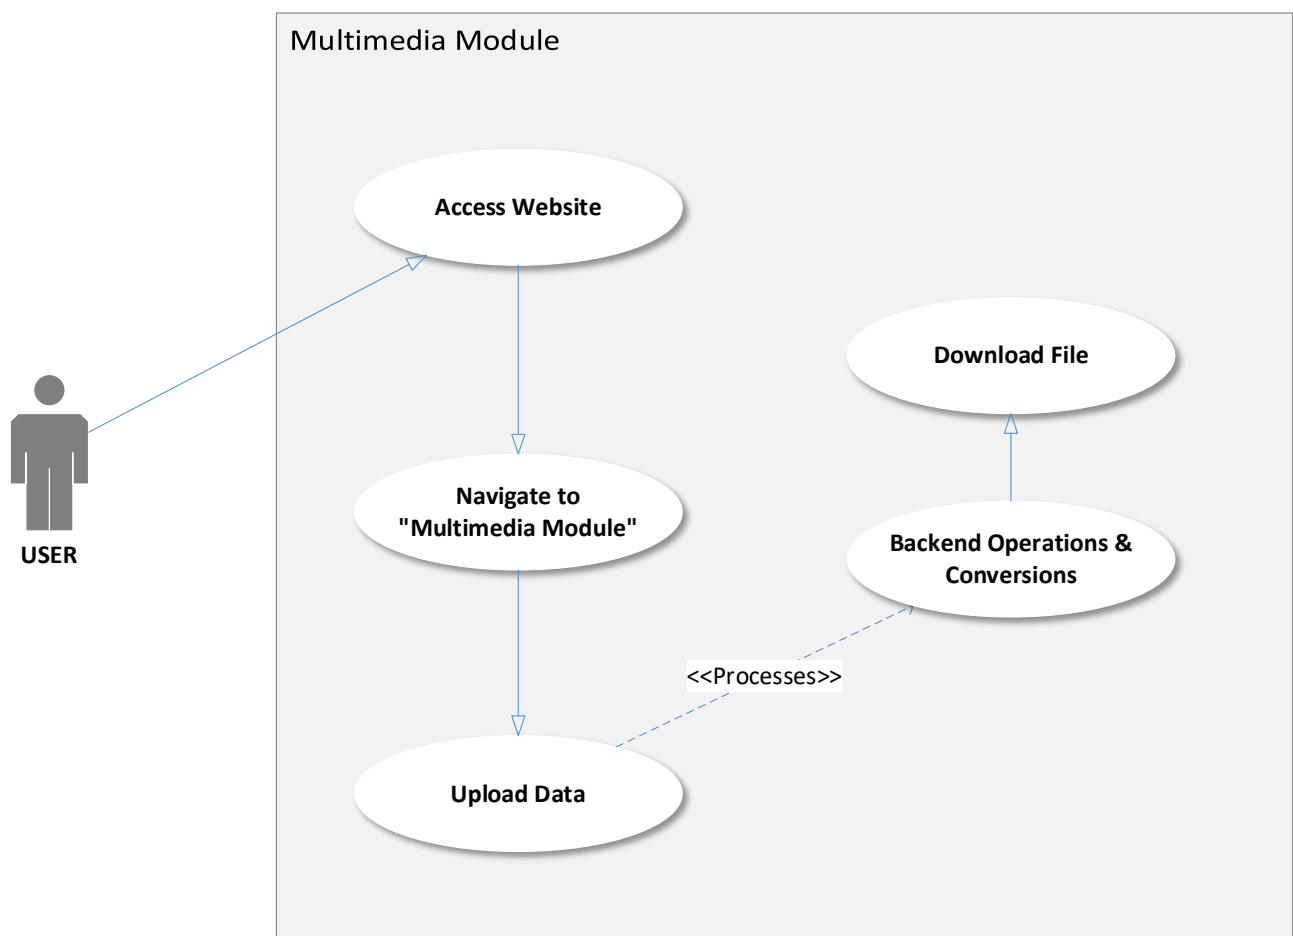 Multimedia Module
Access Website
Download File
Navigate to
"Multimedia Module"
USER
Backend Operations &
Conversions
<<Processes>>
Upload Data